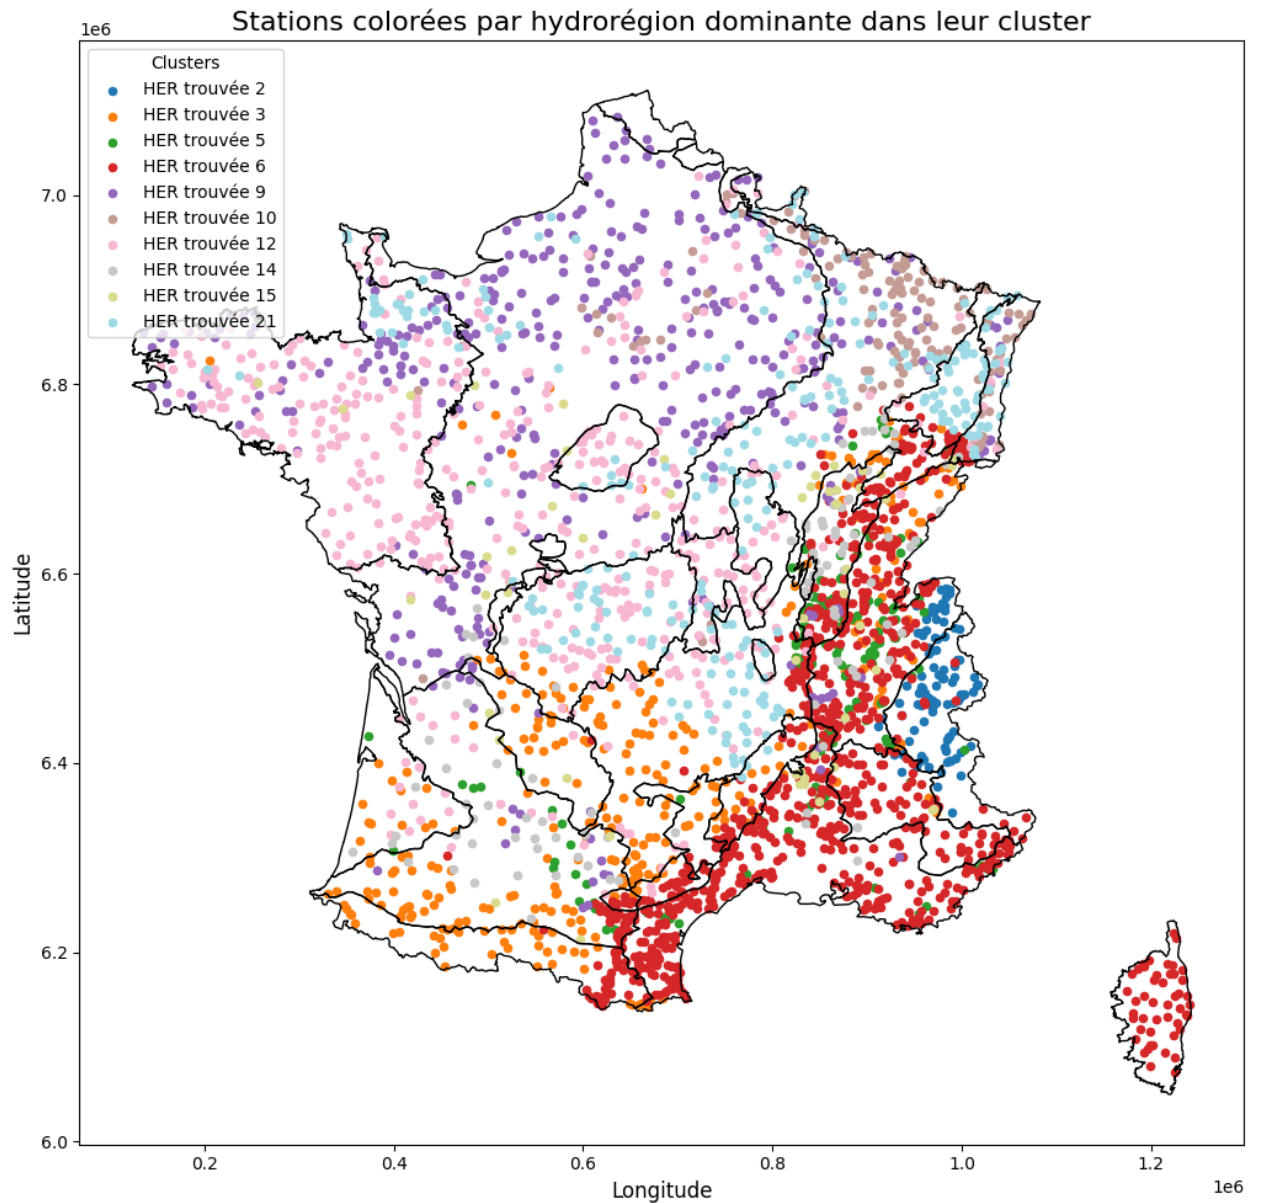 Stations colorées par hydrorégion dominante dans leur cluster
1e6
Clusters
HER trouvée 2
HER trouvée 3
HER trouvée 5
HER trouvée 6
HER trouvée 9
HER trouvée 10
HER trouvée 12
HER trouvée 14
HER trouvée 15
HER trouvée 21
7.0
6.8
6.6
6.4
6.2
6.0
Latitude
0.2 0.4 0.6 0.8 1.0 1.2
1e6
Longitude